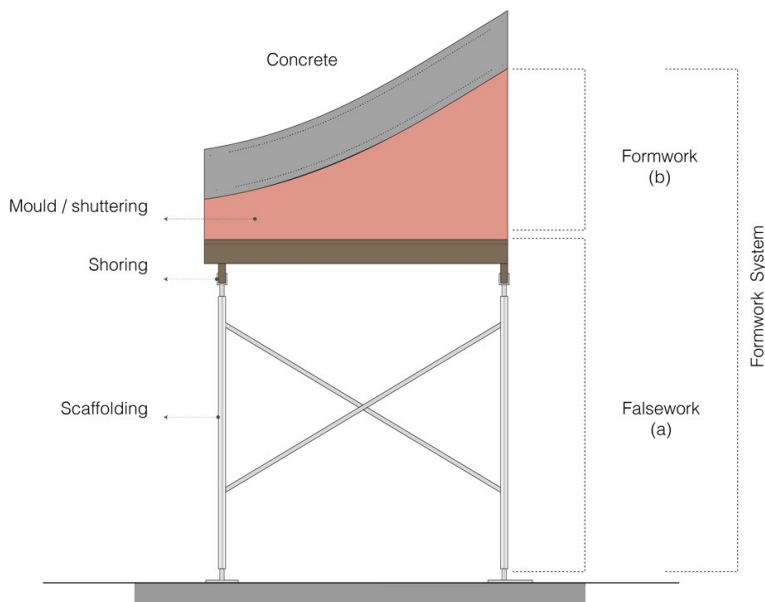 Concrete
Formwork
(b)
Mould / shuttering
Shoring
Formwork System
Scaffolding
Falsework
(a)